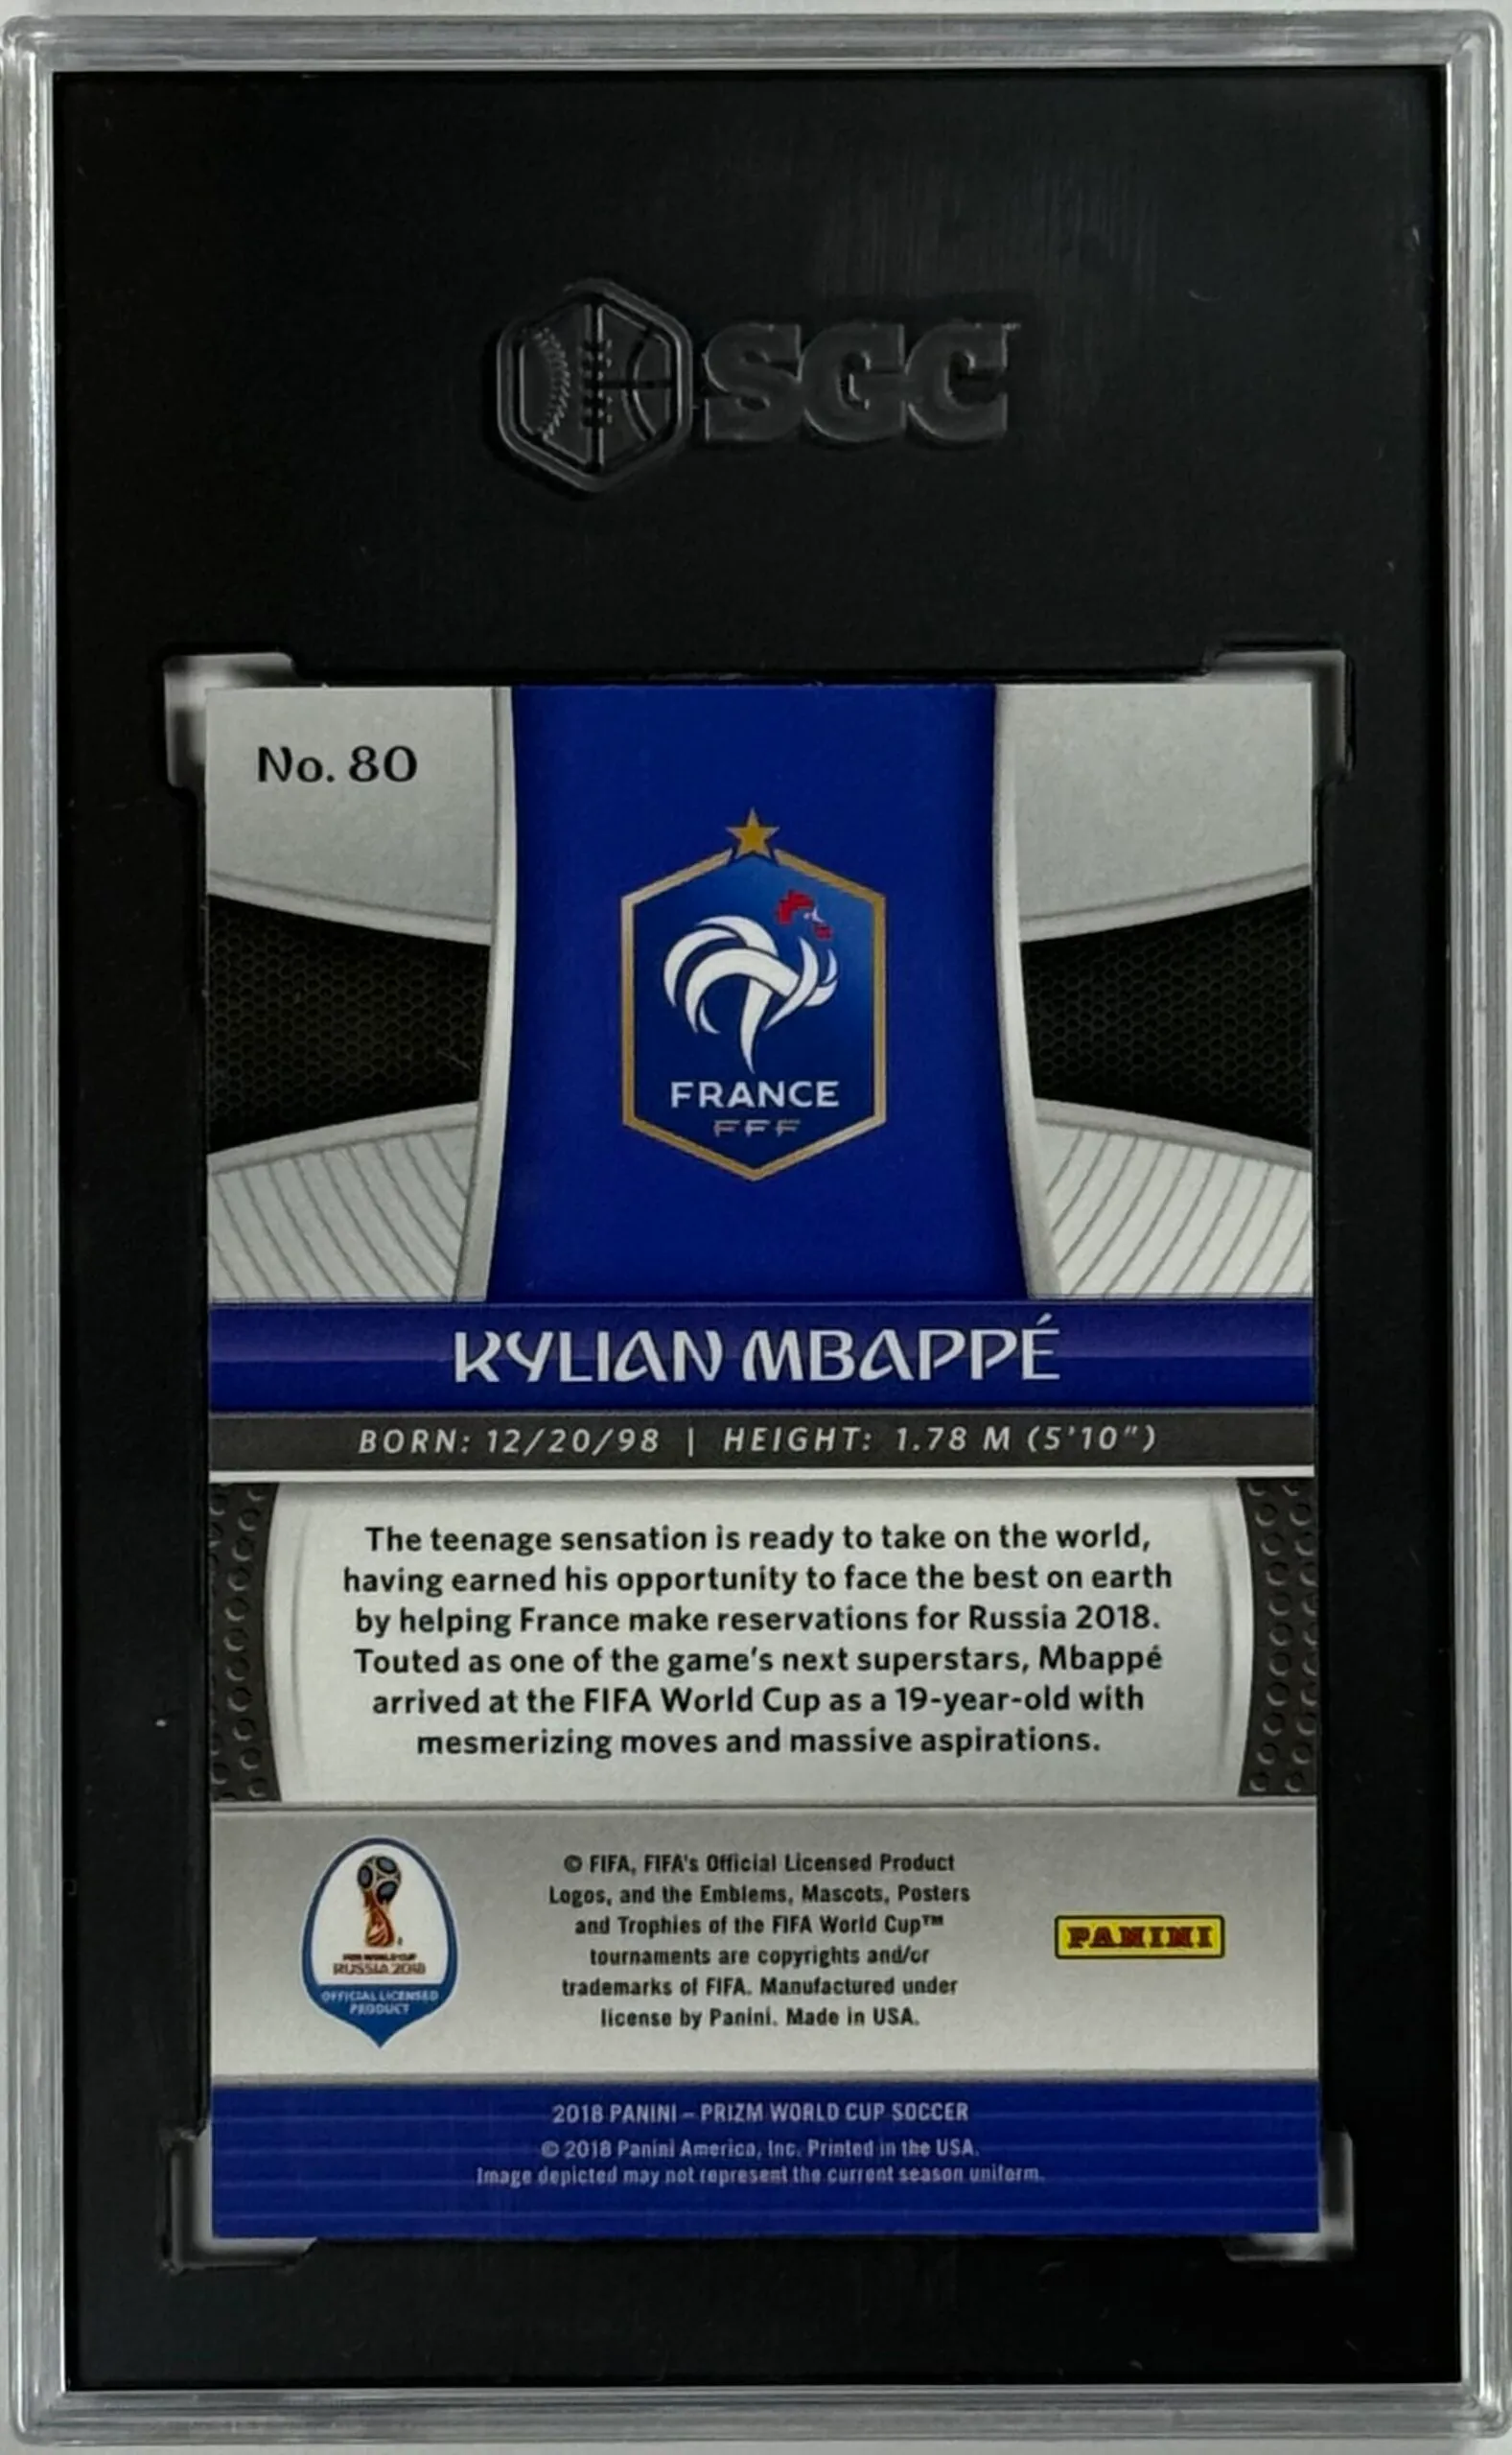 SGC
No. 80
FRANCE
FFF
KYLIAN MBAPPÉ
BORN: 12/20/98 | HEIGHT: 1.78 M (5'10")
The teenage sensation is ready to take on the world,
having earned his opportunity to face the best on earth
by helping France make reservations for Russia 2018.
Touted as one of the game's next superstars, Mbappé
arrived at the FIFA World Cup as a 19-year-old with
mesmerizing moves and massive aspirations.
FIFA WORLD CUP
RUSSIA 2018
OFFICIAL LICENSED
PRODUCT
© FIFA, FIFA's Official Licensed Product
Logos, and the Emblems, Mascots, Posters
and Trophies of the FIFA World Cup™
tournaments are copyrights and/or
trademarks of FIFA. Manufactured under
license by Panini. Made in USA.
PANINI
2018 PANINI – PRIZM WORLD CUP SOCCER
© 2018 Panini America, Inc. Printed in the USA.
Image depicted may not represent the current season uniform.